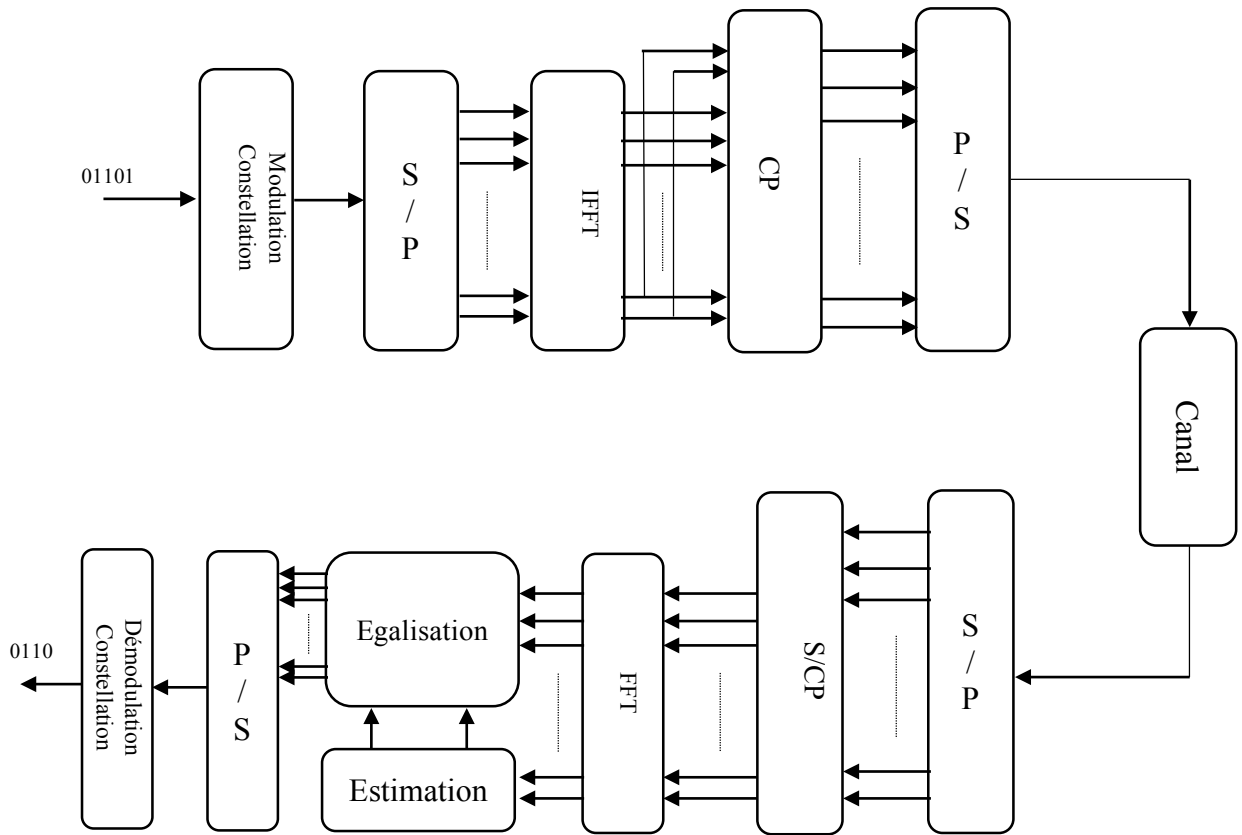 01101
Modulation
Constellation
S
/
P
IFFT
CP
P
/
S
Canal
S
/
P
S/CP
FFT
Egalisation
Estimation
P
/
S
Démodulation
Constellation
0110